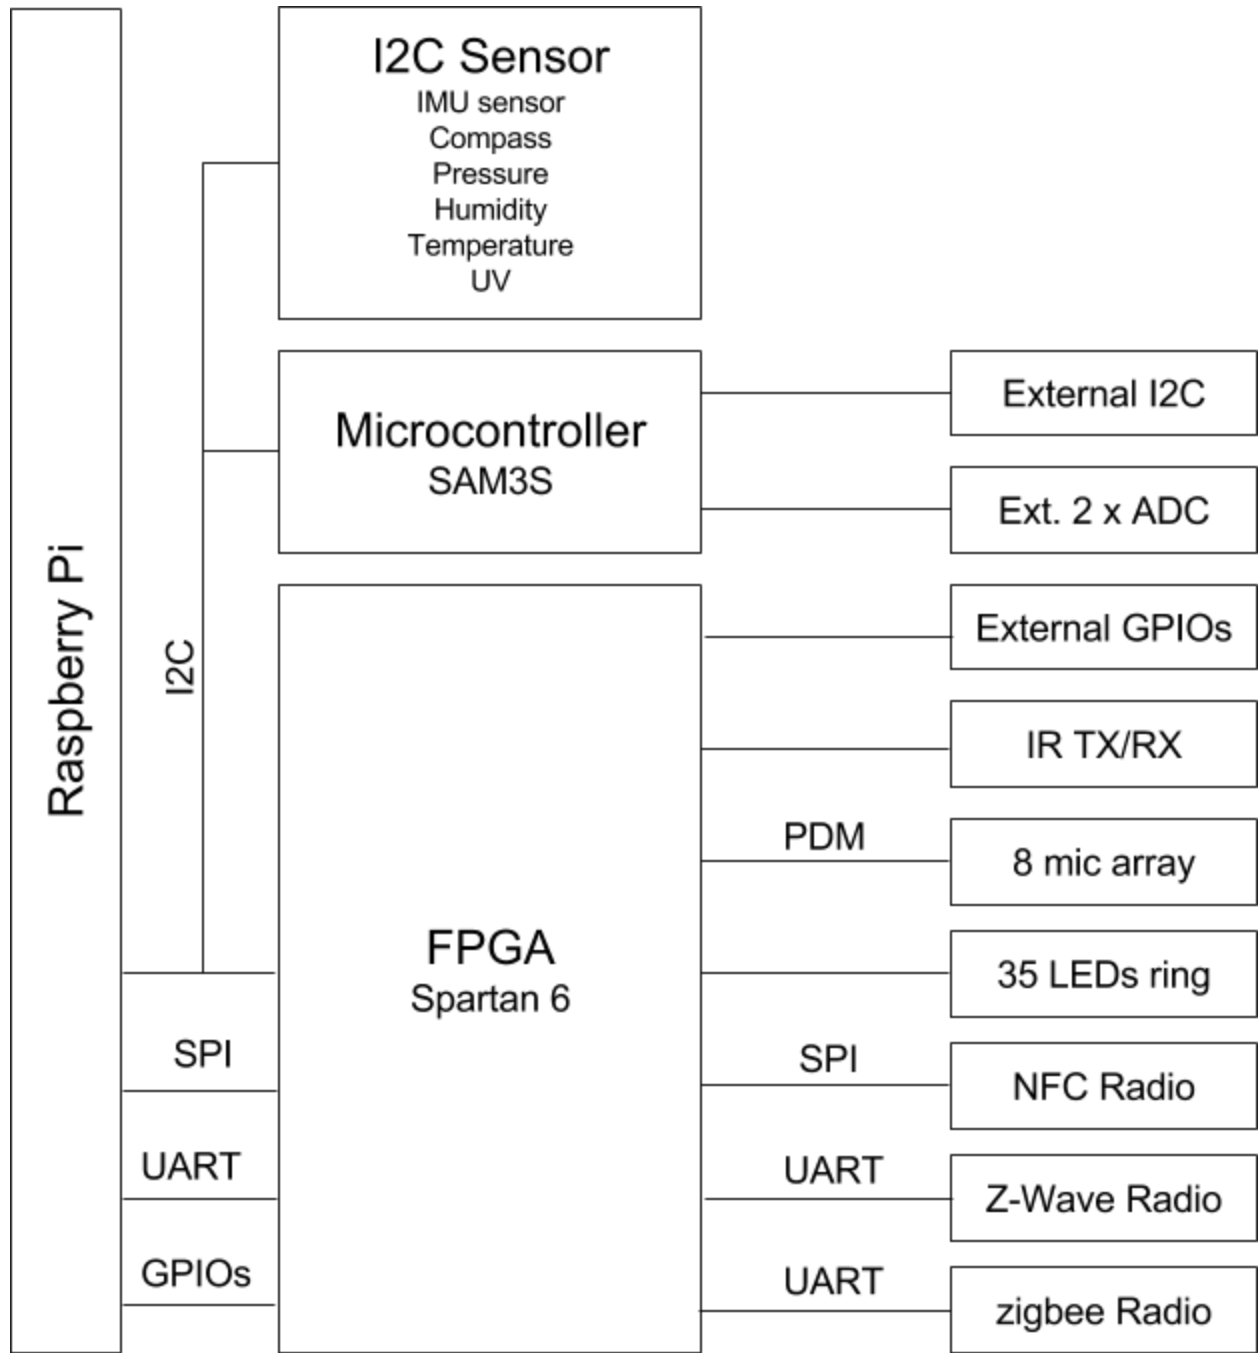 Raspberry Pi
I2C Sensor
IMU sensor
Compass
Pressure
Humidity
Temperature
UV
Microcontroller
SAM3S
External I2C
Ext. 2 x ADC
I2C
SPI
UART
GPIOs
FPGA
Spartan 6
External GPIOs
IR TX/RX
PDM
8 mic array
35 LEDs ring
SPI
NFC Radio
UART
Z-Wave Radio
UART
zigbee Radio